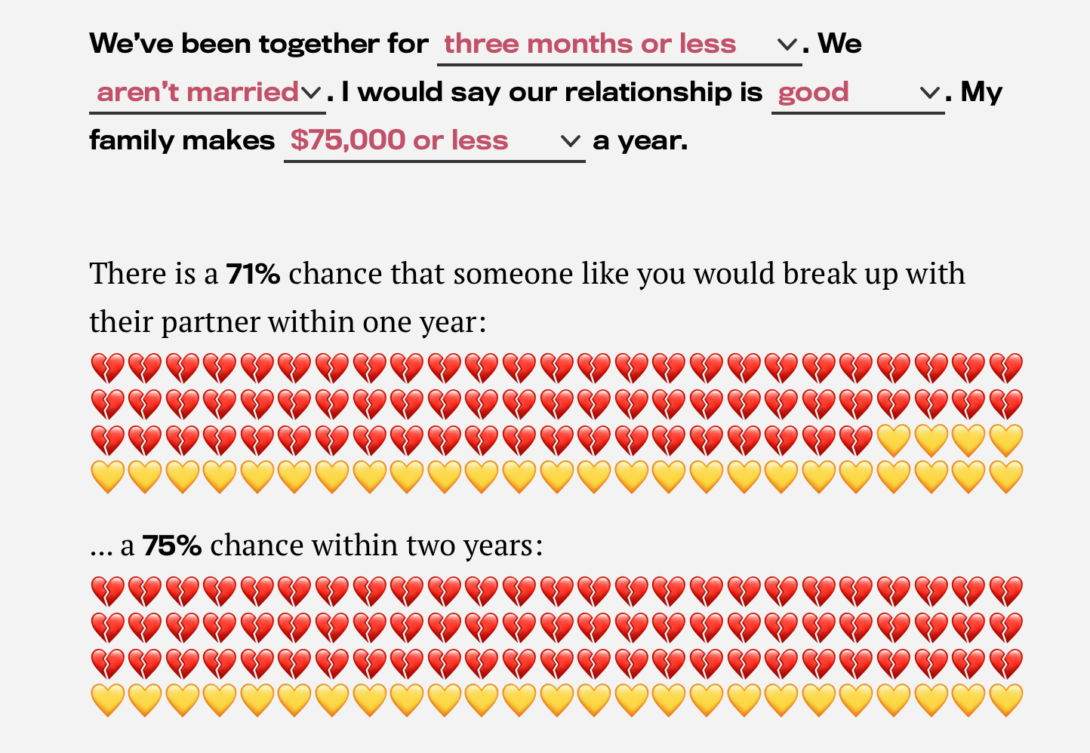 We've been together for three months or less. We
aren't married. I would say our relationship is good. My
family makes $75,000 or less a year.
There is a 71% chance that someone like you would break up with
their partner within one year:
... a 75% chance within two years: